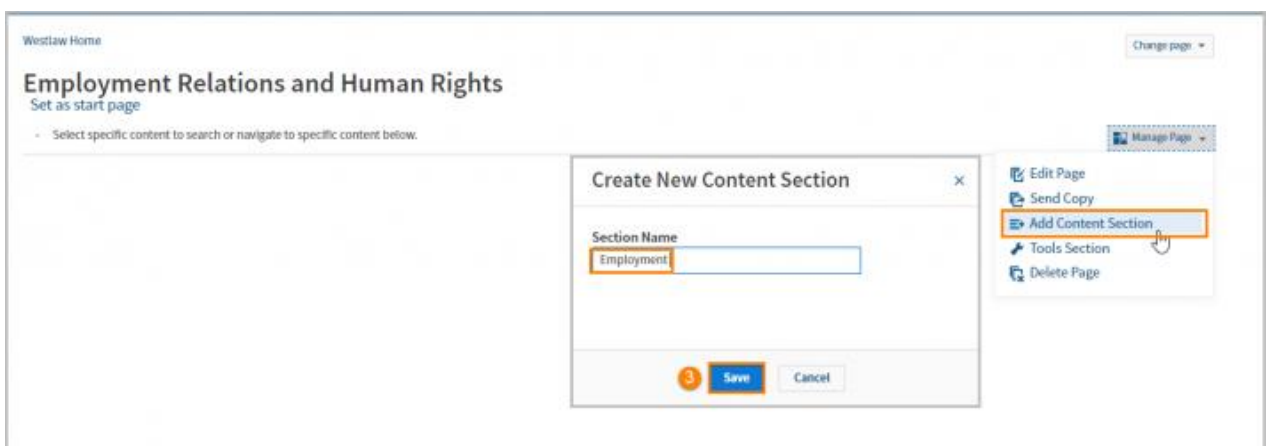 Westlaw Home
Change page
Employment Relations and Human Rights
Set as start page
Select specific content to search or navigate to specific content below.
Manage Page
Create New Content Section
Section Name
Employment
3
Save
Cancel
Edit Page
Send Copy
Add Content Section
Tools Section
Delete Page